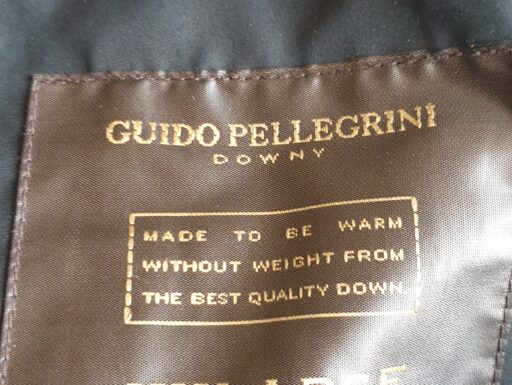 GUIDO PELLEGRINI
DOWNY
MADE TO BE WARM
WITHOUT WEIGHT FROM
THE BEST QUALITY DOWN